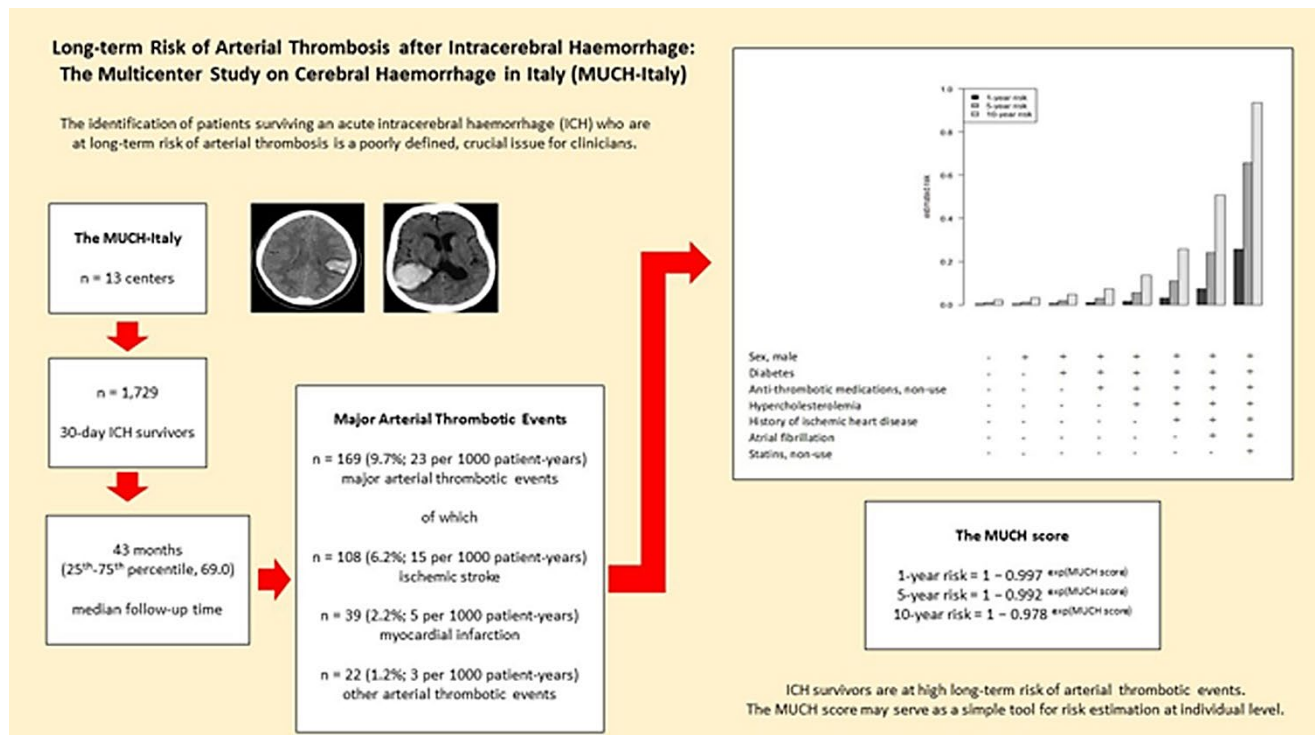 Long-term Risk of Arterial Thrombosis after Intracerebral Haemorrhage:
The Multicenter Study on Cerebral Haemorrhage in Italy (MUCH-Italy)
The identification of patients surviving an acute intracerebral haemorrhage (ICH) who are
at long-term risk of arterial thrombosis is a poorly defined, crucial issue for clinicians.
The MUCH-Italy
n = 13 centers
n = 1,729
30-day ICH survivors
43 months
(25th-75th percentile, 69.0)
median follow-up time
Major Arterial Thrombotic Events
n = 169 (9.7%; 23 per 1000 patient-years)
major arterial thrombotic events
of which
n = 108 (6.2%; 15 per 1000 patient-years)
ischemic stroke
n = 39 (2.2%; 5 per 1000 patient-years)
myocardial infarction
n = 22 (1.2%; 3 per 1000 patient-years)
other arterial thrombotic events
1-year risk
5-year risk
10-year risk
estimated risk
1.0
0.8
0.6
0.4
0.2
0.0
Sex, male - + + + + + + +
Diabetes - - + + + + + +
Anti-thrombotic medications, non-use - - - + + + + +
Hypercholesterolemia - - - - + + + +
History of ischemic heart disease - - - - - + + +
Atrial fibrillation - - - - - - + +
Statins, non-use - - - - - - - +
The MUCH score
1-year risk = 1 – 0.997 exp(MUCH score)
5-year risk = 1 – 0.992 exp(MUCH score)
10-year risk = 1 – 0.978 exp(MUCH score)
ICH survivors are at high long-term risk of arterial thrombotic events.
The MUCH score may serve as a simple tool for risk estimation at individual level.